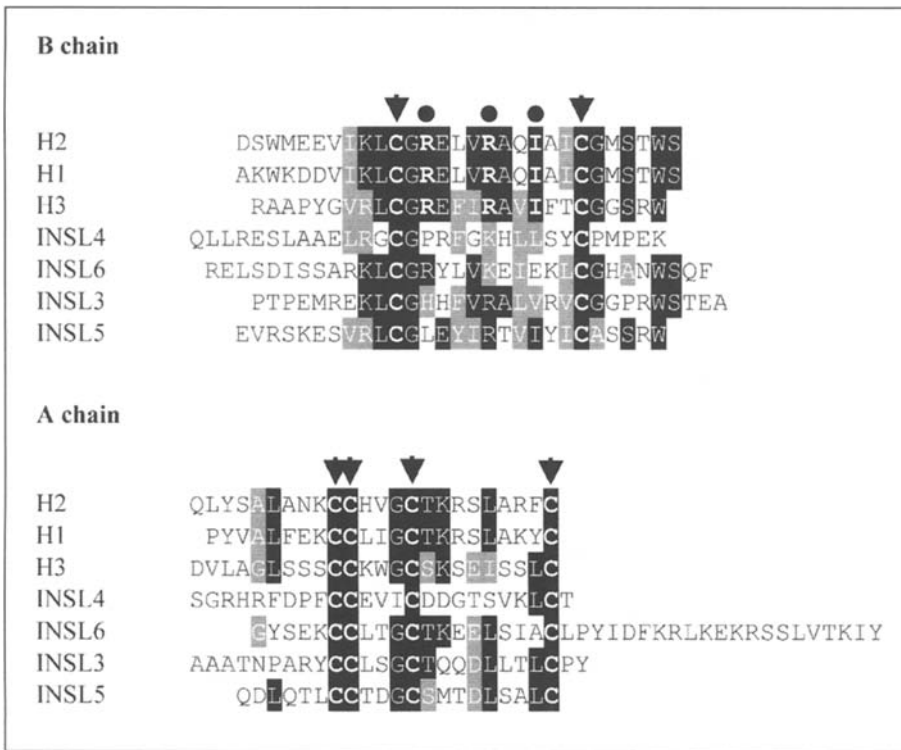 B chain
H2 DSWMEEVIKLCGRELVRAQIAICGMSTWS
H1 AKWKDDVIKLCGRELVRAQIAICGMSTWS
H3 RAAPYGVRLCGREFIRAVIFTCGGSRW
INSL4 QLLRESLAAELRGCGPRFGKHLLSYCPMPEK
INSL6 RELSDISSARKLCGRYLVKEIEKLCGHANWSQF
INSL3 PTPEMREKLCGHHFVRALVRVCGGPRWSTEA
INSL5 EVRSKESVRLCGLEYIRTVIYICASSRW
A chain
H2 QLYSALANKCCHVGCTKRSLARFC
H1 PYVALFEKCCLIGCTKRSLAKYC
H3 DVLAGLSSSCCKWGCSKSEISSLC
INSL4 SGRHRFDPFCCEVICDDGTSVKLCT
INSL6 GYSEKCCLTGCTKEELSIACLPYIDFKRLKEKRSSLVTKIY
INSL3 AAATNPARYCCLSGCTQQDLLTLCPY
INSL5 QDLQTLCCTDGCSMTDLSALC